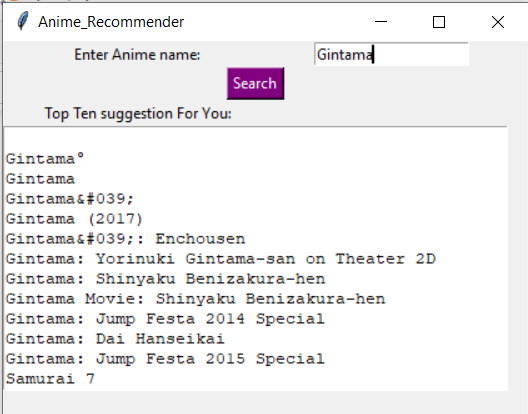 Anime_Recommender
Enter Anime name: Gintama
Search
Top Ten suggestion For You:
Gintama°
Gintama
Gintama&#039;
Gintama (2017)
Gintama&#039;: Enchousen
Gintama: Yorinuki Gintama-san on Theater 2D
Gintama: Shinyaku Benizakura-hen
Gintama Movie: Shinyaku Benizakura-hen
Gintama: Jump Festa 2014 Special
Gintama: Dai Hanseikai
Gintama: Jump Festa 2015 Special
Samurai 7